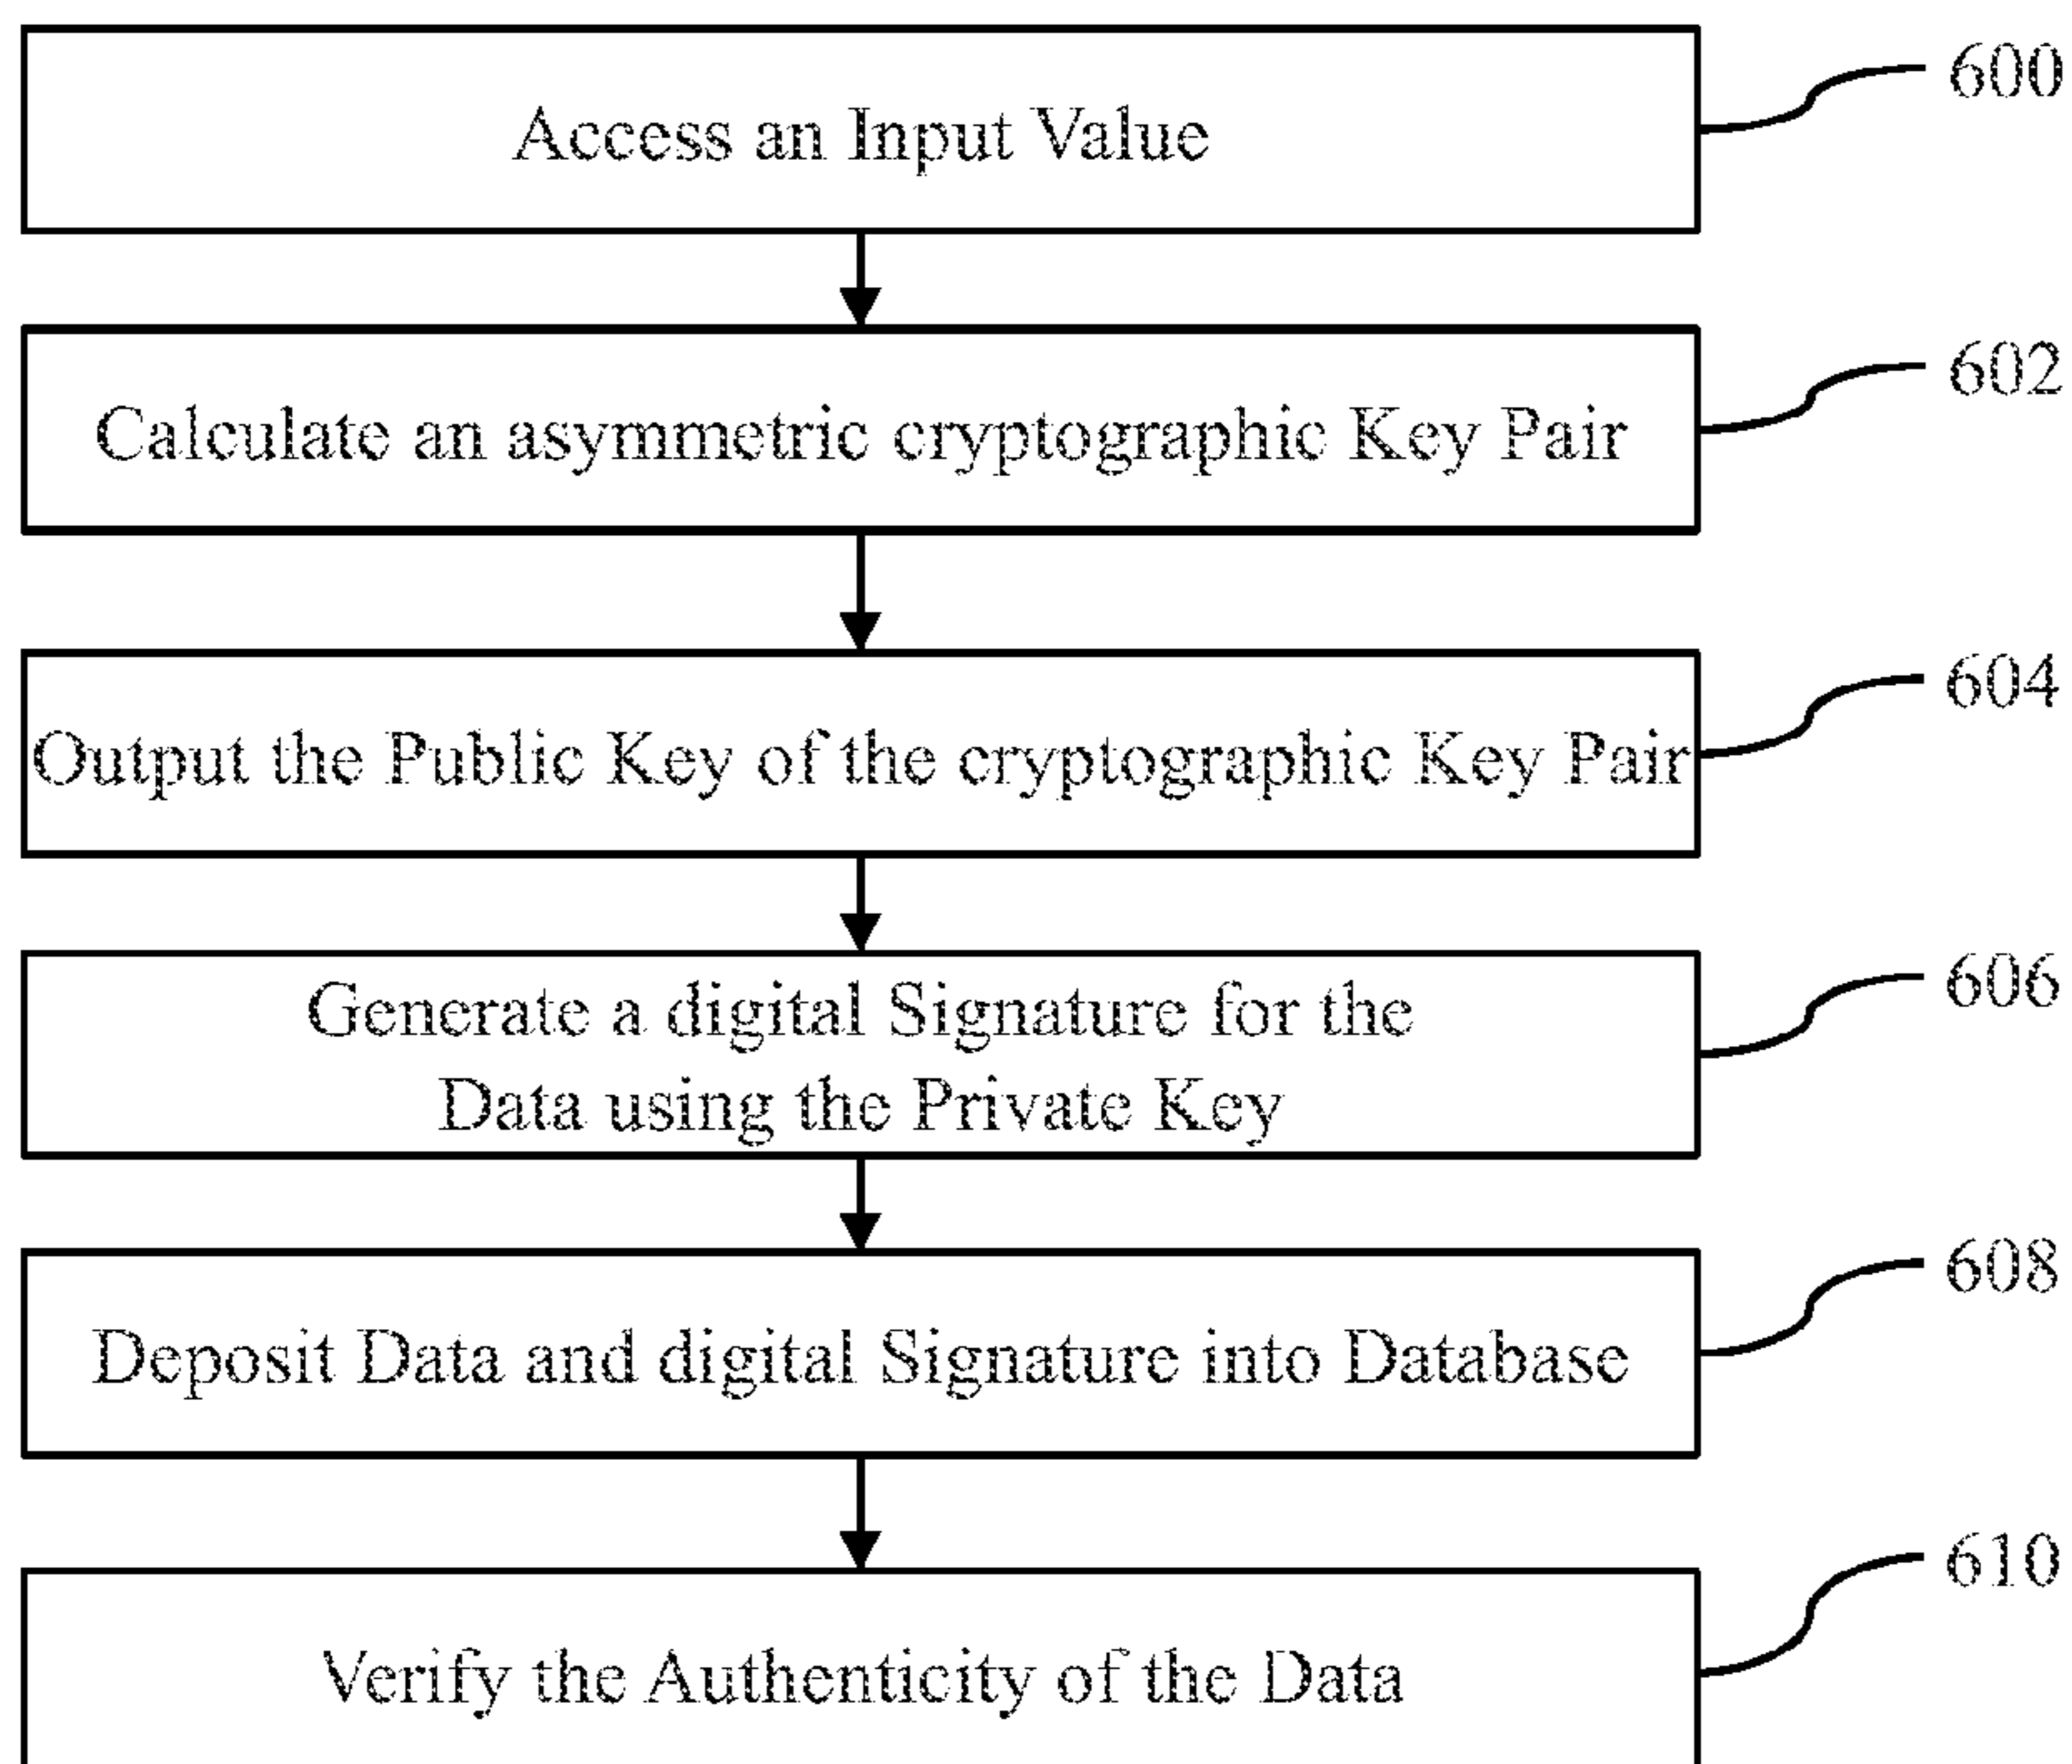 Access an Input Value
600
Calculate an asymmetric cryptographic Key Pair
602
Output the Public Key of the cryptographic Key Pair
604
Generate a digital Signature for the
Data using the Private Key
606
Deposit Data and digital Signature into Database
608
Verify the Authenticity of the Data
610